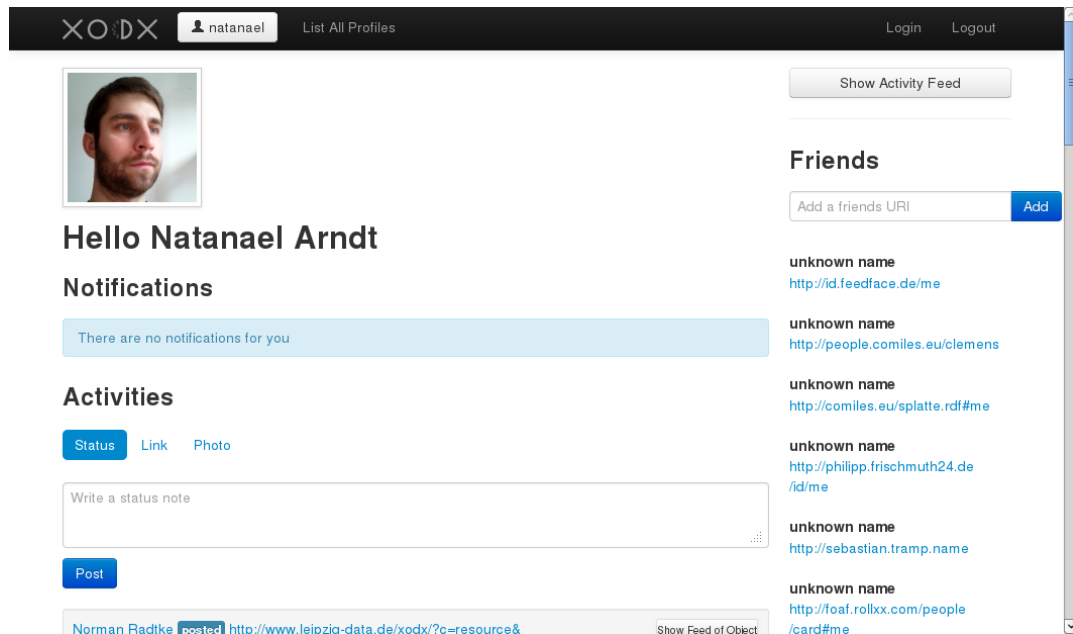 XODX natanael List All Profiles Login Logout
Hello Natanael Arndt
Notifications
There are no notifications for you
Activities
Status Link Photo
Write a status note
Post
Norman Radtke posted http://www.leipzig-data.de/xodx/?c=resource& Show Feed of Object
Show Activity Feed
Friends
Add a friends URI Add
unknown name
http://id.feedface.de/me
unknown name
http://people.comiles.eu/clemens
unknown name
http://comiles.eu/splatte.rdf#me
unknown name
http://philipp.frischmuth24.de
/id/me
unknown name
http://sebastian.tramp.name
unknown name
http://foaf.rollxx.com/people
/card#me